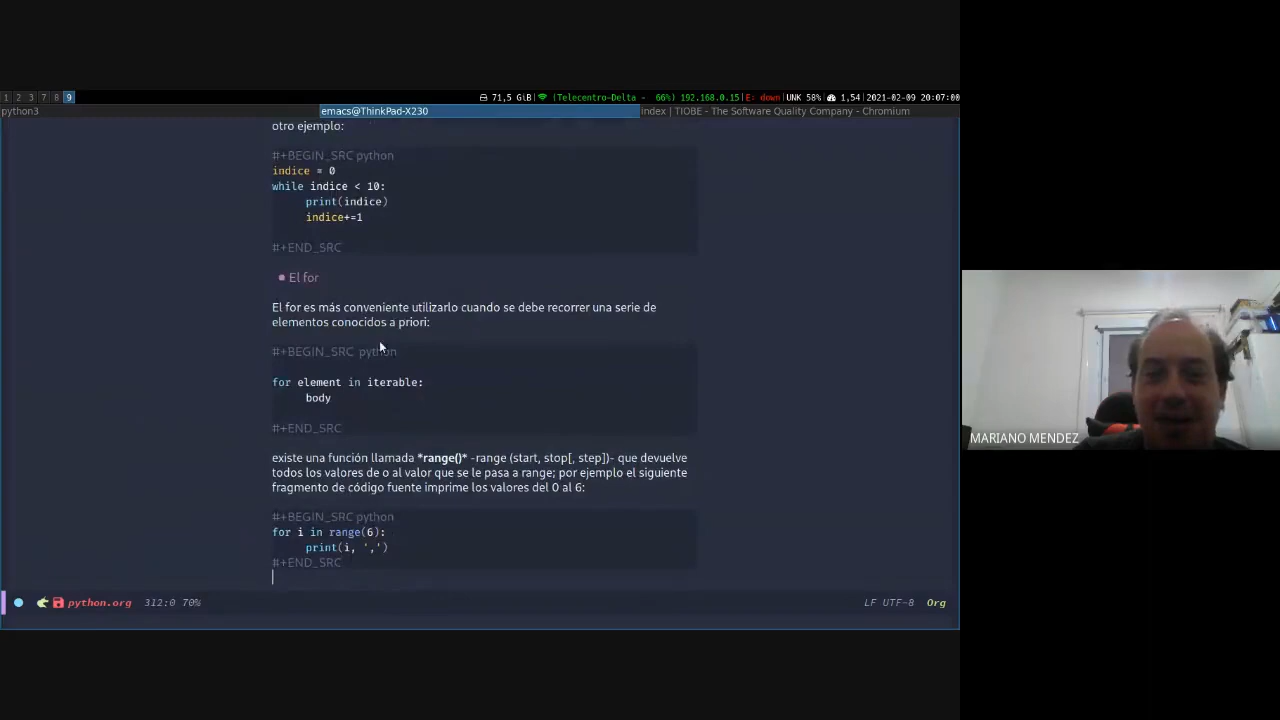 1 2 3 7 8 9
71,5 GiB| (Telecentro-Delta - 66%) 192.168.0.15|E: down|UNK 58%| 1,54|2021-02-09 20:07:00
python3
emacs@ThinkPad-X230
index | TIOBE - The Software Quality Company - Chromium
otro ejemplo:
#+BEGIN_SRC python
indice = 0
while indice < 10:
print(indice)
indice+=1
#+END_SRC
El for
El for es más conveniente utilizarlo cuando se debe recorrer una serie de
elementos conocidos a priori:
#+BEGIN_SRC python
for element in iterable:
body
#+END_SRC
existe una función llamada *range()* -range (start, stop[, step])- que devuelve
todos los valores de o al valor que se le pasa a range; por ejemplo el siguiente
fragmento de código fuente imprime los valores del 0 al 6:
#+BEGIN_SRC python
for i in range(6):
print(i, ',')
#+END_SRC
python.org 312:0 70%
LF UTF-8 Org
MARIANO MENDEZ